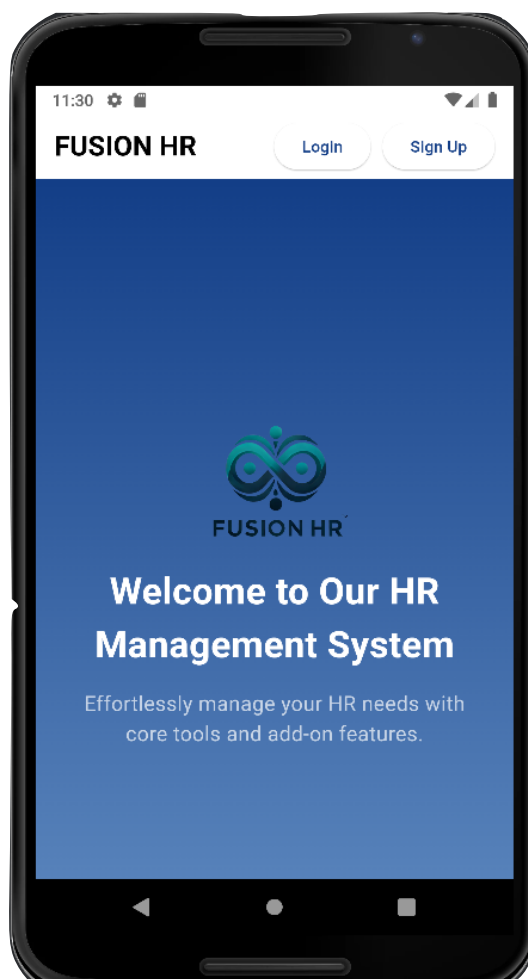 11:30
FUSION HR
Login
Sign Up
FUSION HR
Welcome to Our HR
Management System
Effortlessly manage your HR needs with
core tools and add-on features.